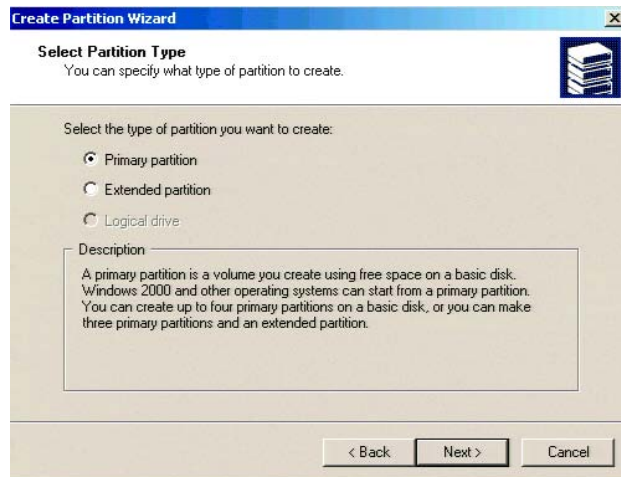 Create Partition Wizard
Select Partition Type
You can specify what type of partition to create.
Select the type of partition you want to create:
Primary partition
Extended partition
Logical drive
Description
A primary partition is a volume you create using free space on a basic disk.
Windows 2000 and other operating systems can start from a primary partition.
You can create up to four primary partitions on a basic disk, or you can make
three primary partitions and an extended partition.
< Back
Next >
Cancel